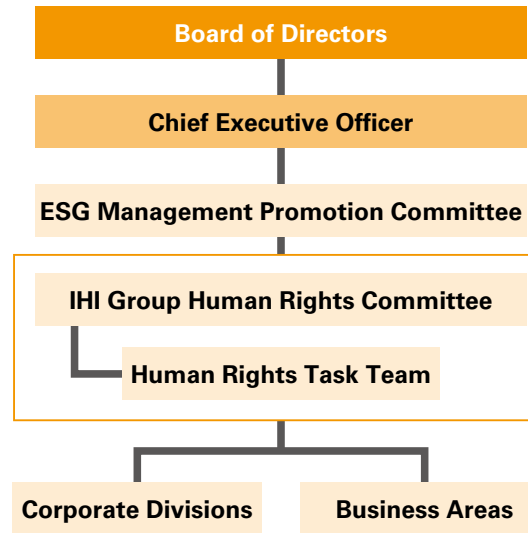 Board of Directors
Chief Executive Officer
ESG Management Promotion Committee
IHI Group Human Rights Committee
Human Rights Task Team
Corporate Divisions
Business Areas